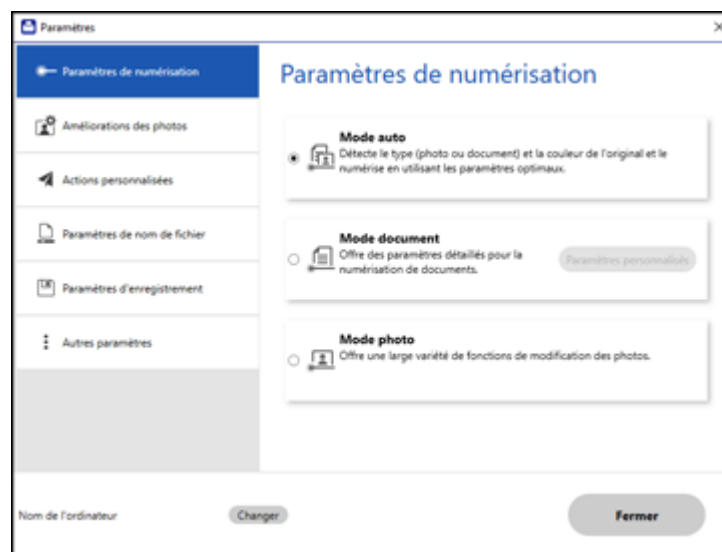 Paramètres
Paramètres de numérisation
Améliorations des photos
Actions personnalisées
Paramètres de nom de fichier
Paramètres d'enregistrement
Autres paramètres
Paramètres de numérisation
Mode auto
Détecte le type (photo ou document) et la couleur de l'original et le
numérise en utilisant les paramètres optimaux.
Mode document
Offre des paramètres détaillés pour la
numérisation de documents.
Paramètres personnalisés
Mode photo
Offre une large variété de fonctions de modification des photos.
Nom de l'ordinateur
Changer
Fermer